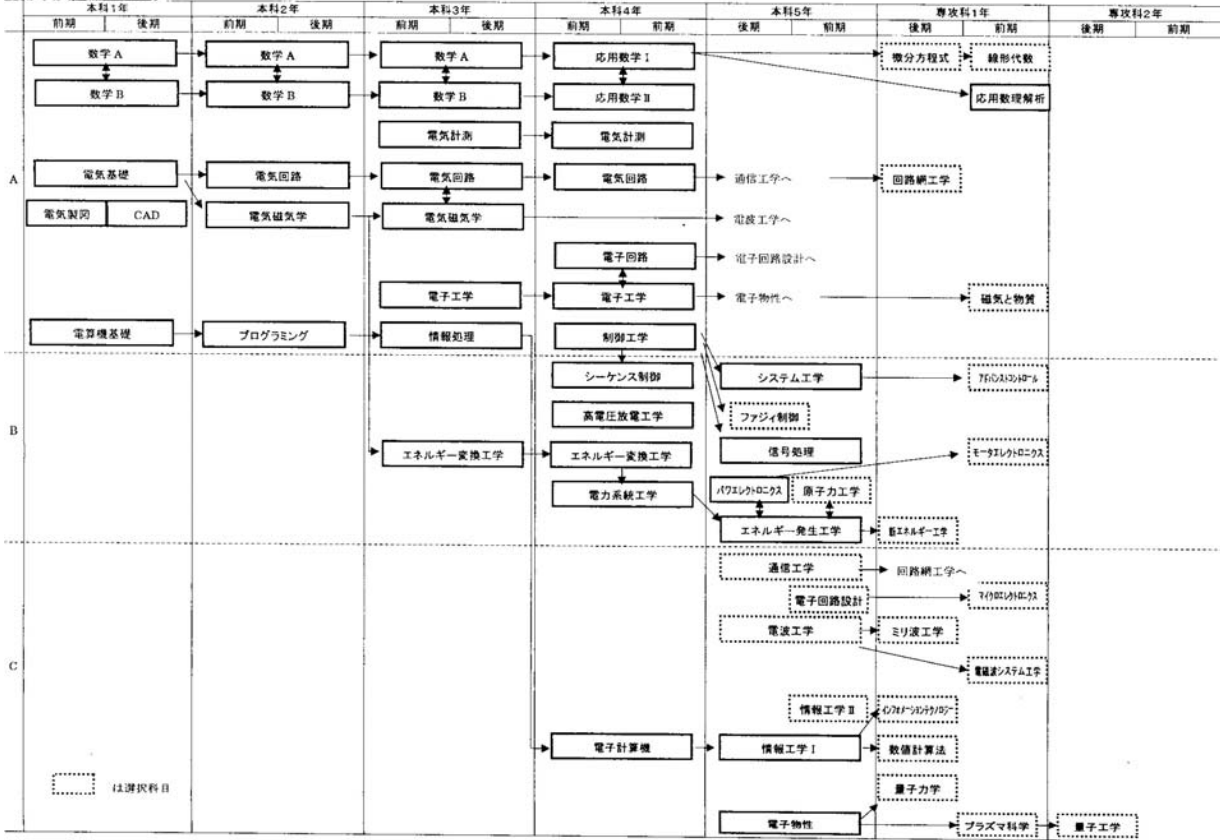 本科1年 本科2年 本科3年 本科4年 本科5年 専攻科1年 専攻科2年
前期 後期 前期 後期 前期 後期 前期 前期 後期 前期 後期 前期 後期 前期
数学A 数学A 数学A 応用数学Ⅰ 微分方程式 線形代数
数学B 数学B 数学B 応用数学Ⅱ 応用数理解析
電気計測 電気計測
A
電気基礎 電気回路 電気回路 電気回路 通信工学へ 回路網工学
電気製図 CAD 電気磁気学 電気磁気学 電波工学へ
電子回路 電子回路設計へ
電子工学 電子工学 電子物性へ 磁気と物質
電算機基礎 プログラミング 情報処理 制御工学
シーケンス制御 システム工学 アドバンストコントロール
B
高電圧放電工学 ファジィ制御
エネルギー変換工学 エネルギー変換工学 信号処理 モータエレクトロニクス
電力系統工学 パワエレクトロニクス 原子力工学
エネルギー発生工学 新エネルギー工学
通信工学 回路網工学へ
電子回路設計 マイクロエレクトロニクス
電波工学 ミリ波工学
C
電磁波システム工学
情報工学Ⅱ インフォメーションテクノロジー
電子計算機 情報工学Ⅰ 数値計算法
は選択科目 量子力学
電子物性 プラズマ科学 量子工学